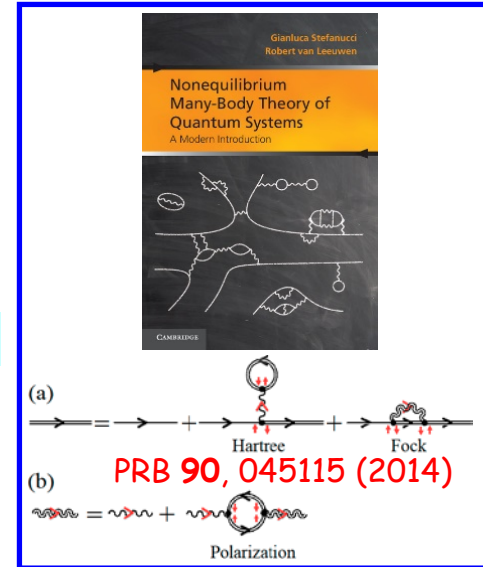 Gianluca Stefanucci
Robert van Leeuwen
Nonequilibrium
Many-Body Theory of
Quantum Systems
A Modern Introduction
CAMBRIDGE
(a)
= + +
Hartree Fock
PRB 90, 045115 (2014)
(b)
= +
Polarization